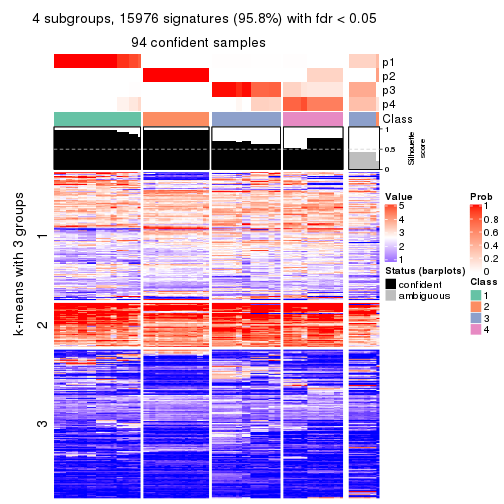 4 subgroups, 15976 signatures (95.8%) with fdr < 0.05
94 confident samples
p1
p2
p3
p4
Class
1
0.5
0
Silhouette
score
k-means with 3 groups
1
2
3
Value
5
4
3
2
1
Prob
1
0.8
0.6
0.4
0.2
0
Status (barplots)
confident
ambiguous
Class
1
2
3
4